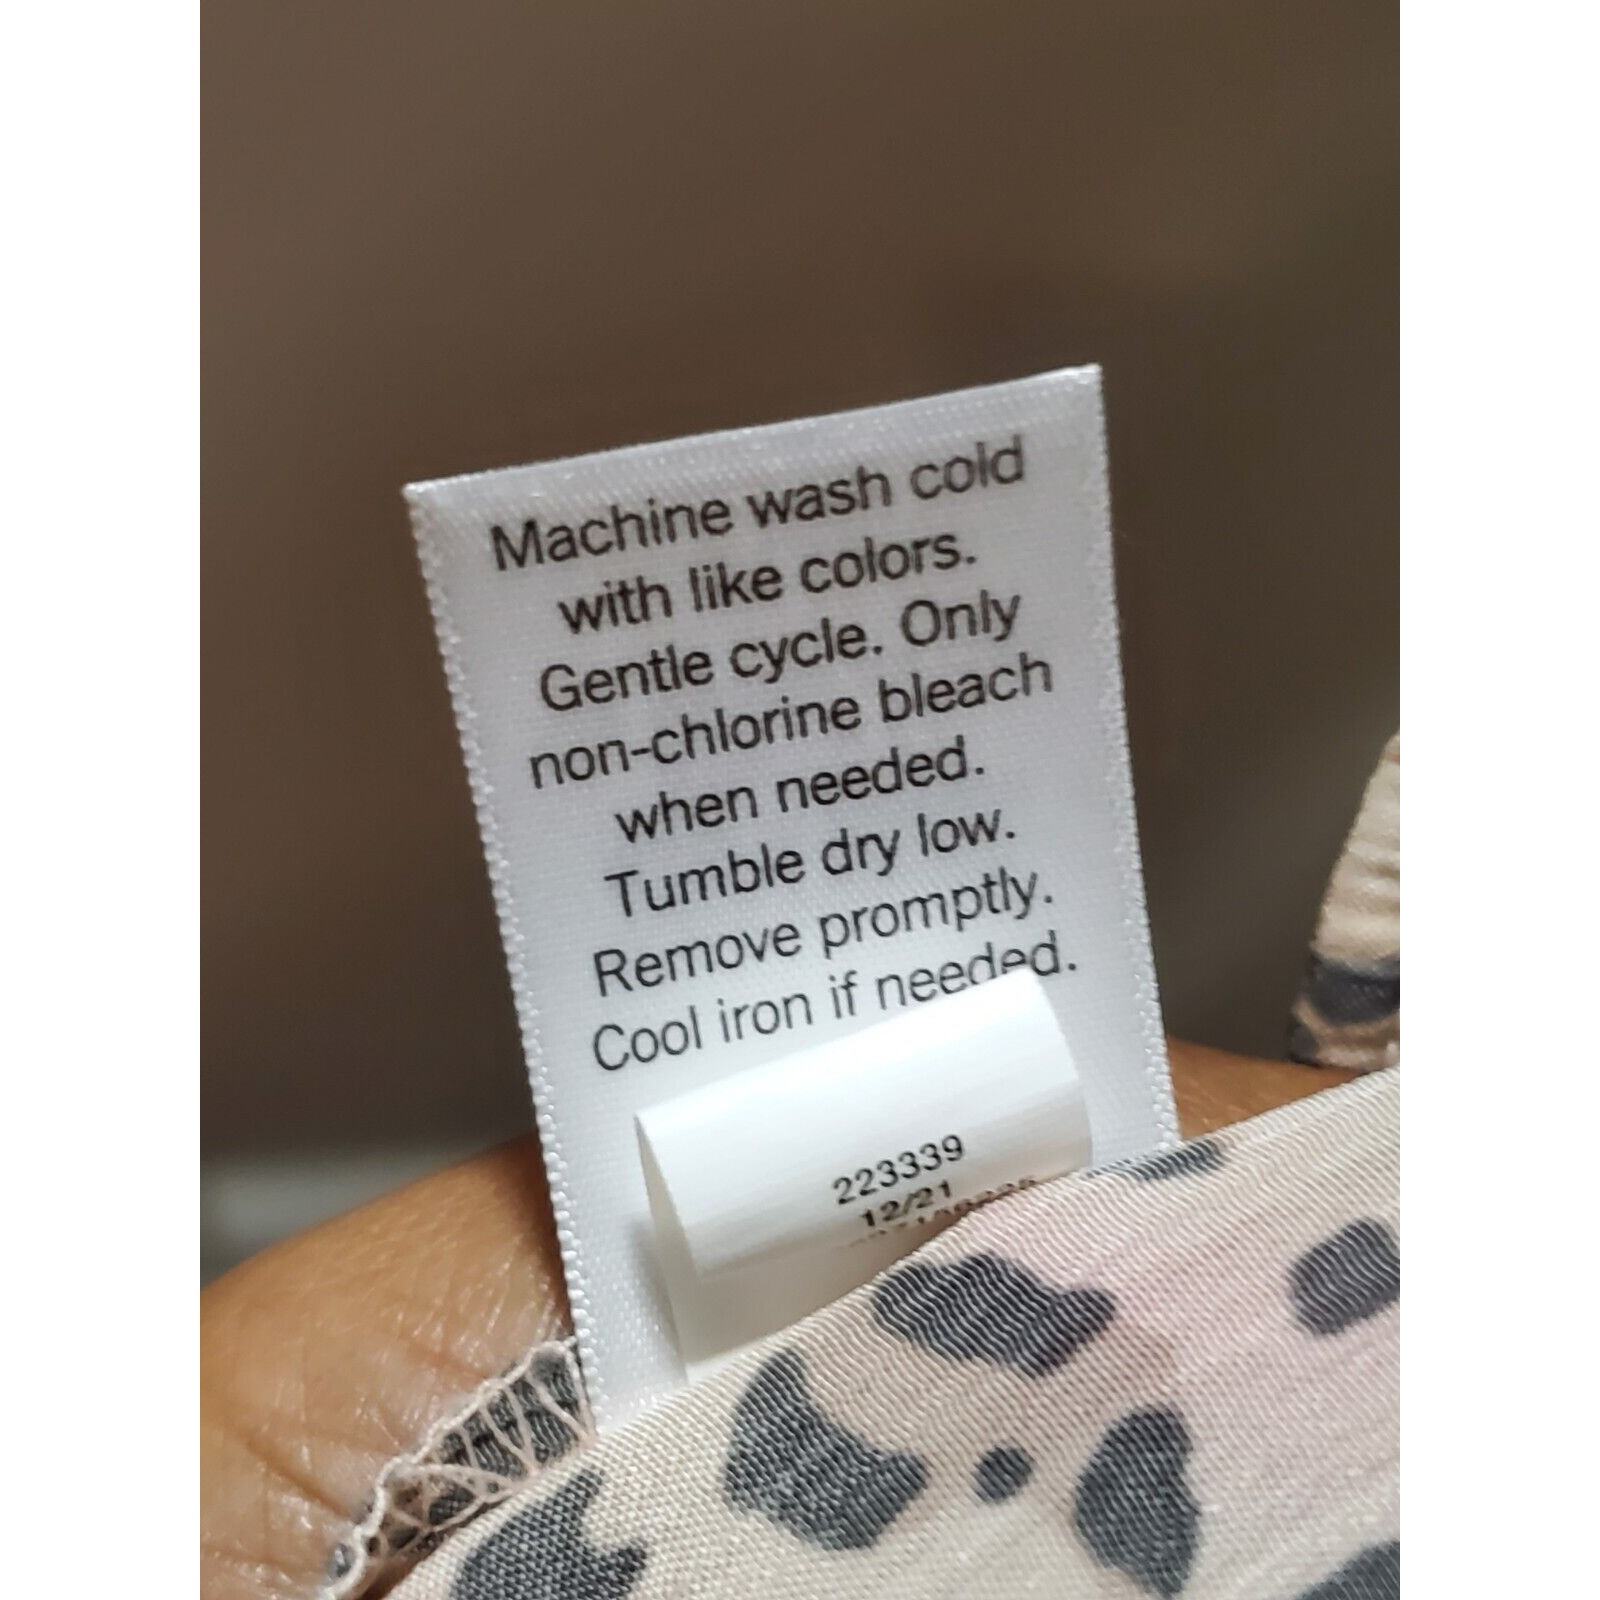 Machine wash cold
with like colors.
Gentle cycle. Only
non-chlorine bleach
when needed.
Tumble dry low.
Remove promptly.
Cool iron if needed.
223339
12/21